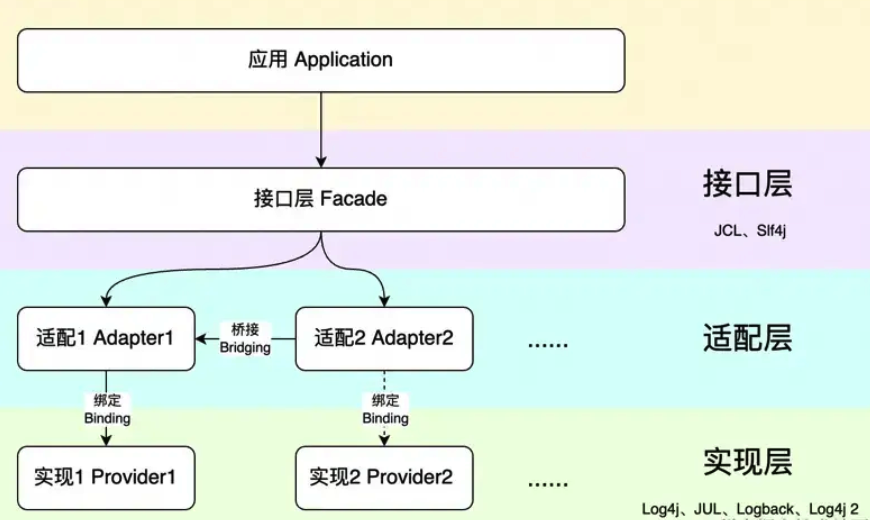 应用 Application
接口层 Facade
接口层
JCL、Slf4j
适配1 Adapter1
桥接
Bridging
适配2 Adapter2
......
适配层
绑定
Binding
绑定
Binding
实现1 Provider1
实现2 Provider2
......
实现层
Log4j、JUL、Logback、Log4j 2